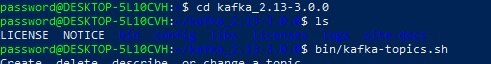 password@DESKTOP-5L10CVH:~$ cd kafka_2.13-3.0.0
password@DESKTOP-5L10CVH:~/kafka_2.13-3.0.0$ ls
LICENSE NOTICE bin config libs licenses logs site-docs
password@DESKTOP-5L10CVH:~/kafka_2.13-3.0.0$ bin/kafka-topics.sh
Create, delete, describe, or change a topic.